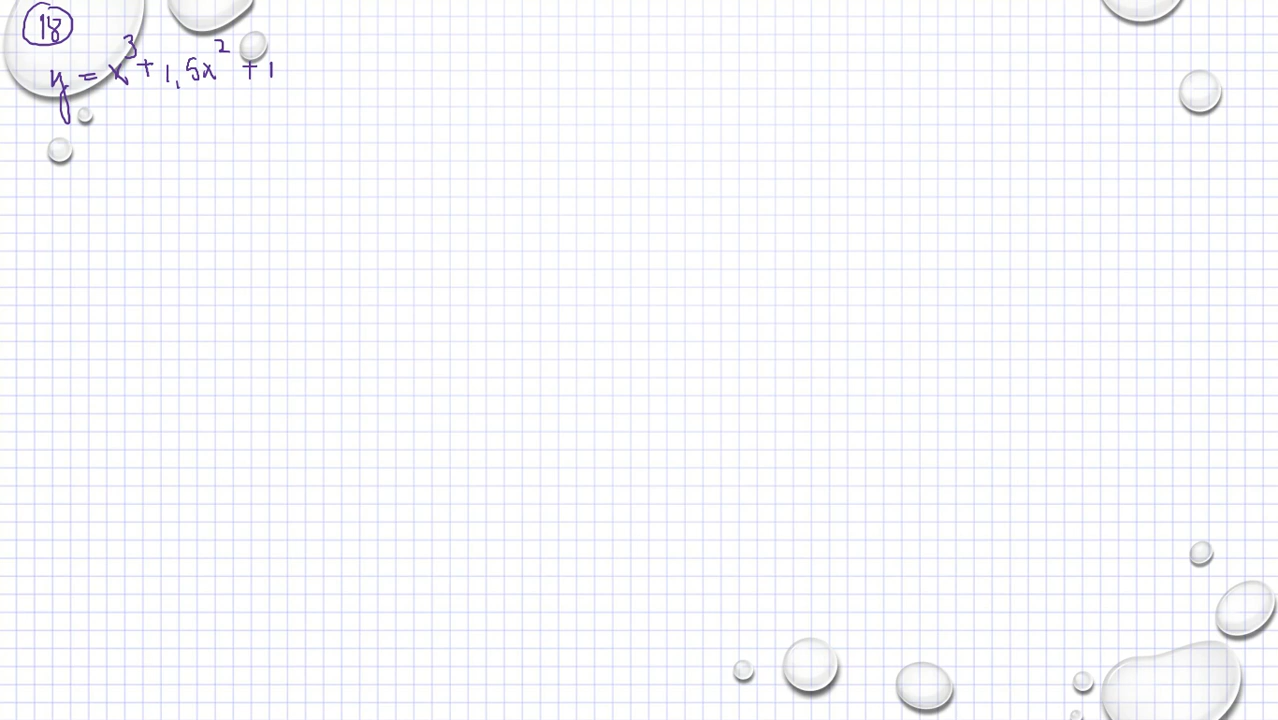 18
y = x³ + 1,5x² + 1